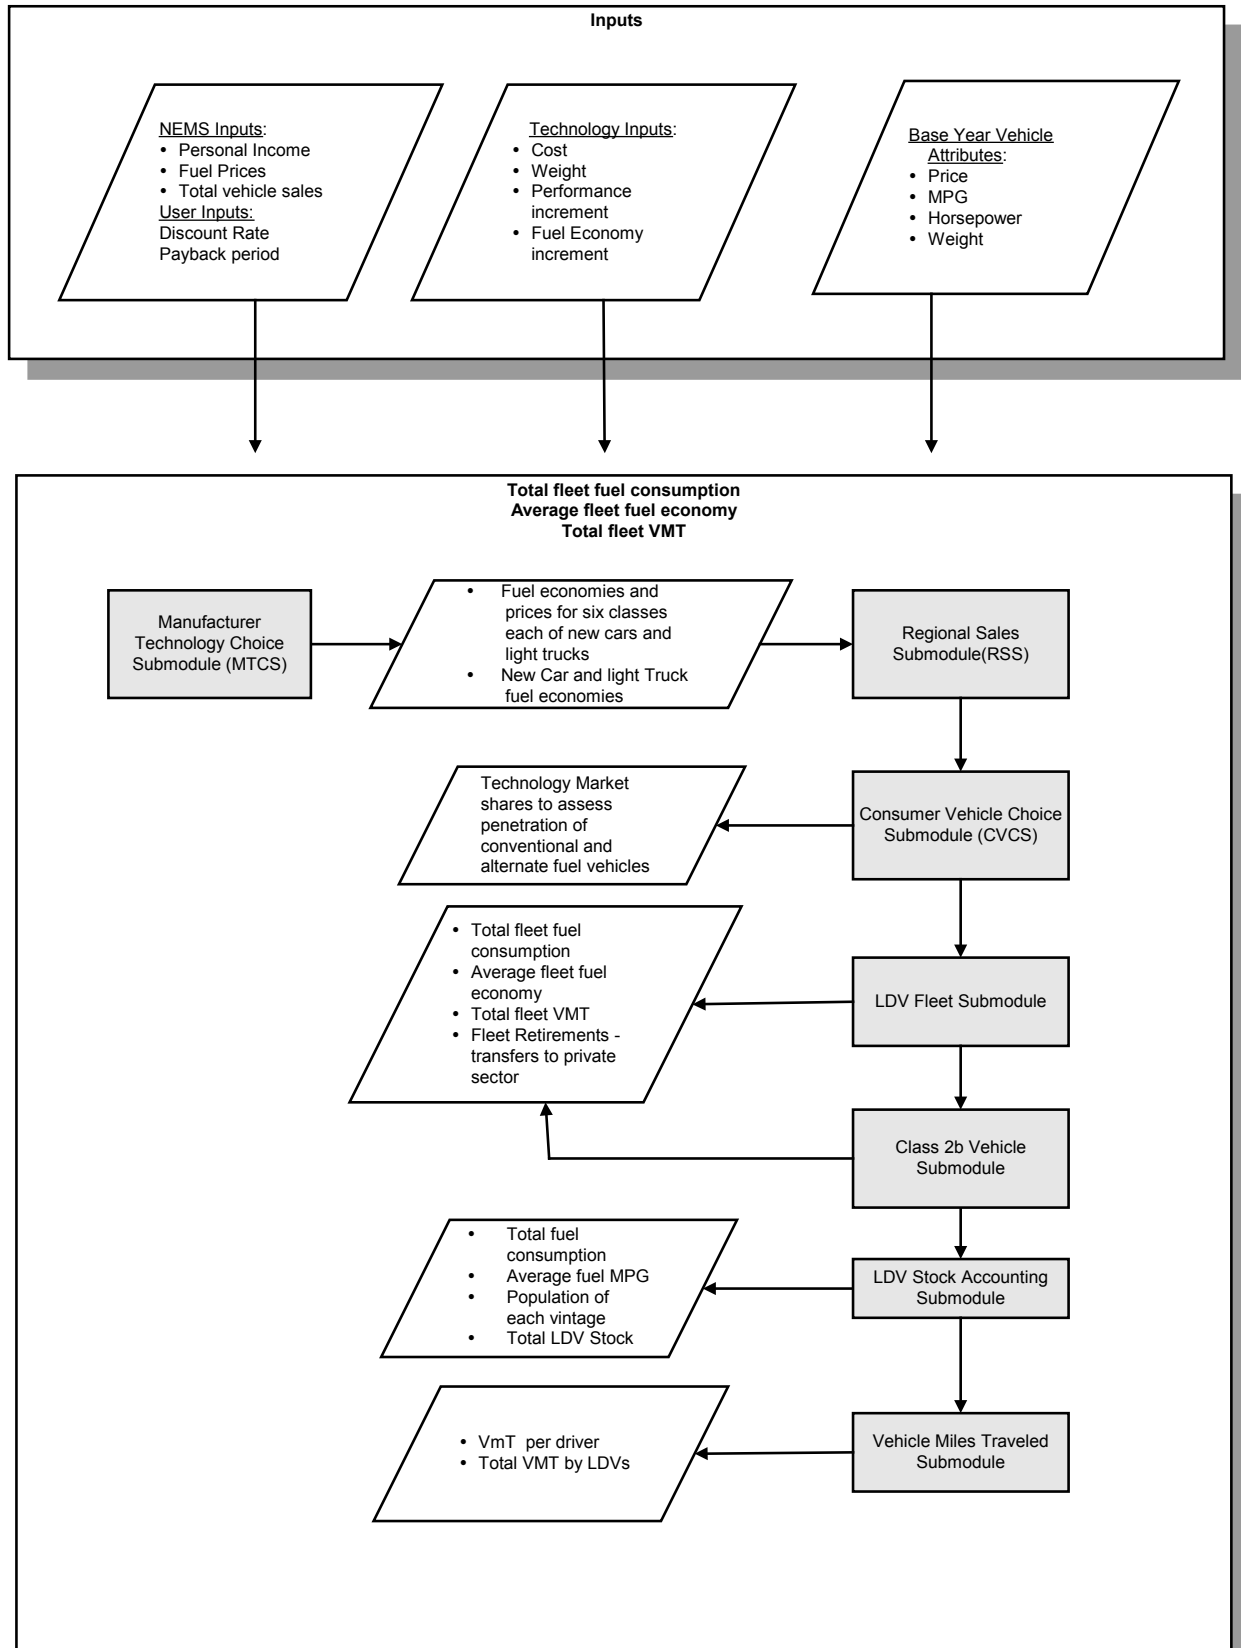 Inputs
NEMS Inputs:
• Personal Income
• Fuel Prices
• Total vehicle sales
User Inputs:
Discount Rate
Payback period
Technology Inputs:
• Cost
• Weight
• Performance
increment
• Fuel Economy
increment
Base Year Vehicle
Attributes:
• Price
• MPG
• Horsepower
• Weight
Total fleet fuel consumption
Average fleet fuel economy
Total fleet VMT
Manufacturer
Technology Choice
Submodule (MTCS)
• Fuel economies and
prices for six classes
each of new cars and
light trucks
• New Car and light Truck
fuel economies
Regional Sales
Submodule(RSS)
Technology Market
shares to assess
penetration of
conventional and
alternate fuel vehicles
Consumer Vehicle Choice
Submodule (CVCS)
• Total fleet fuel
consumption
• Average fleet fuel
economy
• Total fleet VMT
• Fleet Retirements -
transfers to private
sector
LDV Fleet Submodule
Class 2b Vehicle
Submodule
• Total fuel
consumption
• Average fuel MPG
• Population of
each vintage
• Total LDV Stock
LDV Stock Accounting
Submodule
• VmT per driver
• Total VMT by LDVs
Vehicle Miles Traveled
Submodule